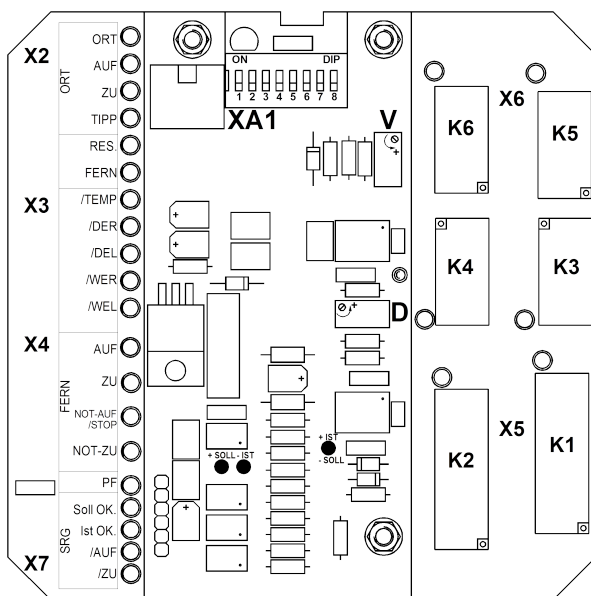 X2
ORT
ORT
AUF
ZU
TIPP
RES.
FERN
X3
/TEMP
/DER
/DEL
/WER
/WEL
X4
FERN
AUF
ZU
NOT-AUF
/STOP
NOT-ZU
PF
SRG
Soll OK.
Ist OK.
/AUF
/ZU
X7
ON DIP
1 2 3 4 5 6 7 8
XA1
V
+
+
+
D
+
+
+ SOLL - IST
+ IST
- SOLL
+
X6
K6
K5
K4
K3
X5
K2
K1